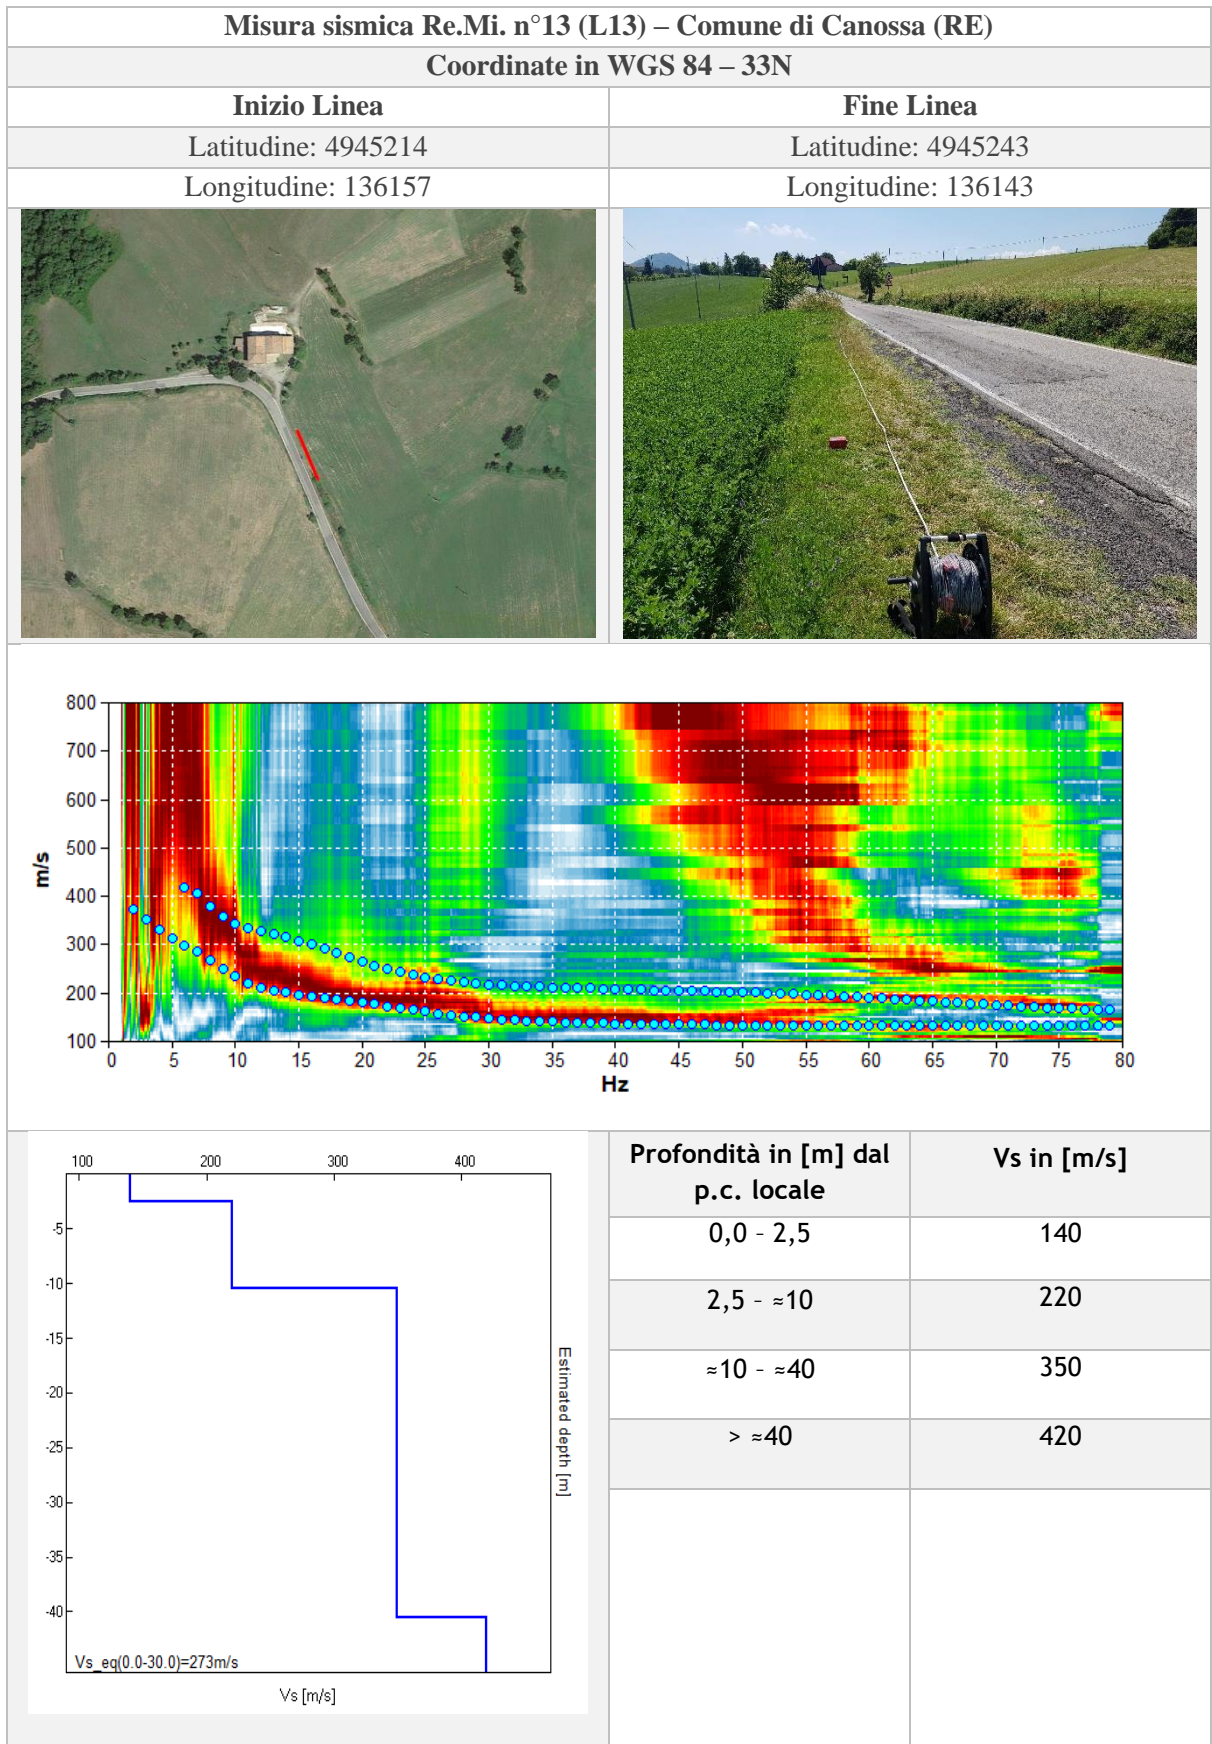 Misura sismica Re.Mi. n°13 (L13) – Comune di Canossa (RE)
Coordinate in WGS 84 – 33N
Inizio Linea
Fine Linea
Latitudine: 4945214
Latitudine: 4945243
Longitudine: 136157
Longitudine: 136143
800
700
600
500
400
300
200
100
m/s
0 5 10 15 20 25 30 35 40 45 50 55 60 65 70 75 80
Hz
100 200 300 400
-5
-10
-15
-20
-25
-30
-35
-40
Estimated depth [m]
Vs_eq(0.0-30.0)=273m/s
Vs [m/s]
Profondità in [m] dal
p.c. locale
Vs in [m/s]
0,0 – 2,5
140
2,5 – ≈10
220
≈10 – ≈40
350
> ≈40
420